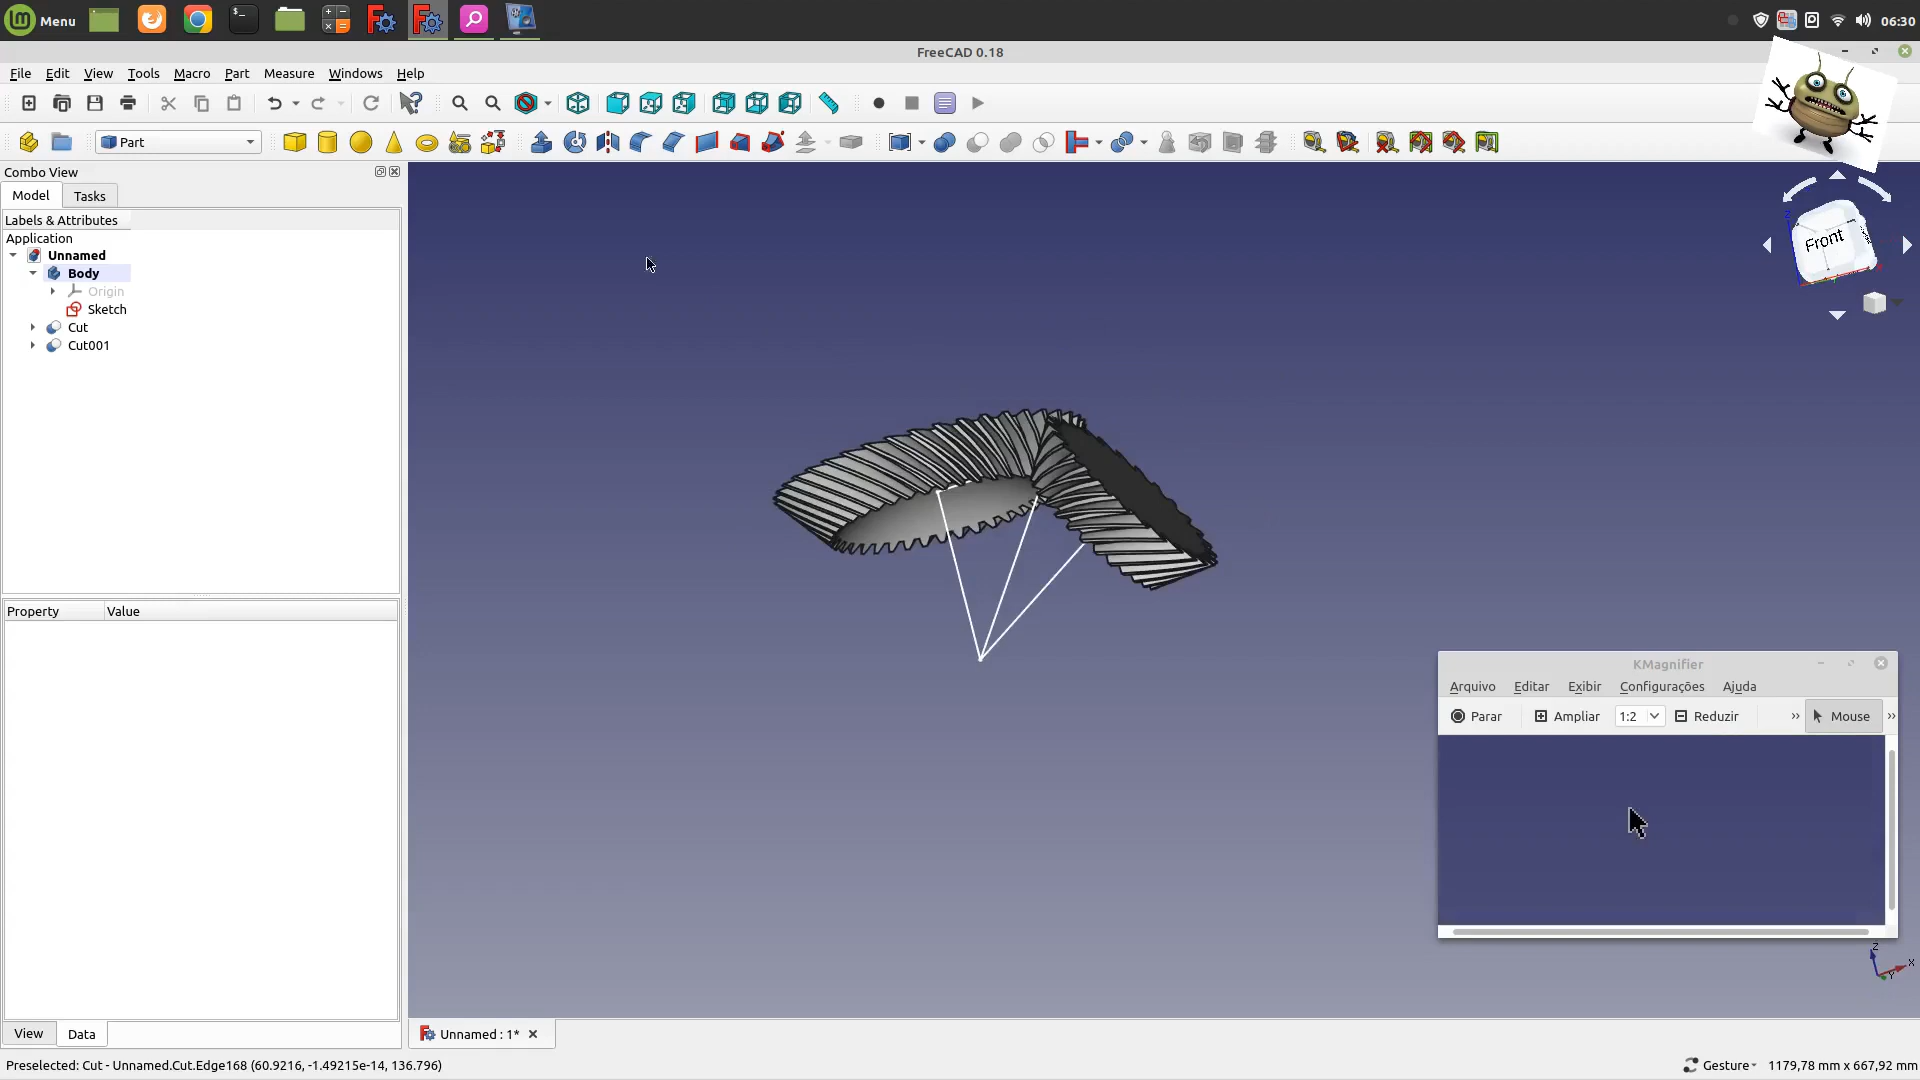 Menu
06:30
FreeCAD 0.18
File Edit View Tools Macro Part Measure Windows Help
Part
Combo View
Model Tasks
Labels & Attributes
Application
Unnamed
Body
Origin
Sketch
Cut
Cut001
Property Value
View Data
Front
Z
X
KMagnifier
Arquivo Editar Exibir Configurações Ajuda
Parar Ampliar 1:2 Reduzir >> Mouse >>
Z
X
Y
Unnamed : 1*
Preselected: Cut - Unnamed.Cut.Edge168 (60.9216, -1.49215e-14, 136.796)
Gesture
1179,78 mm x 667,92 mm